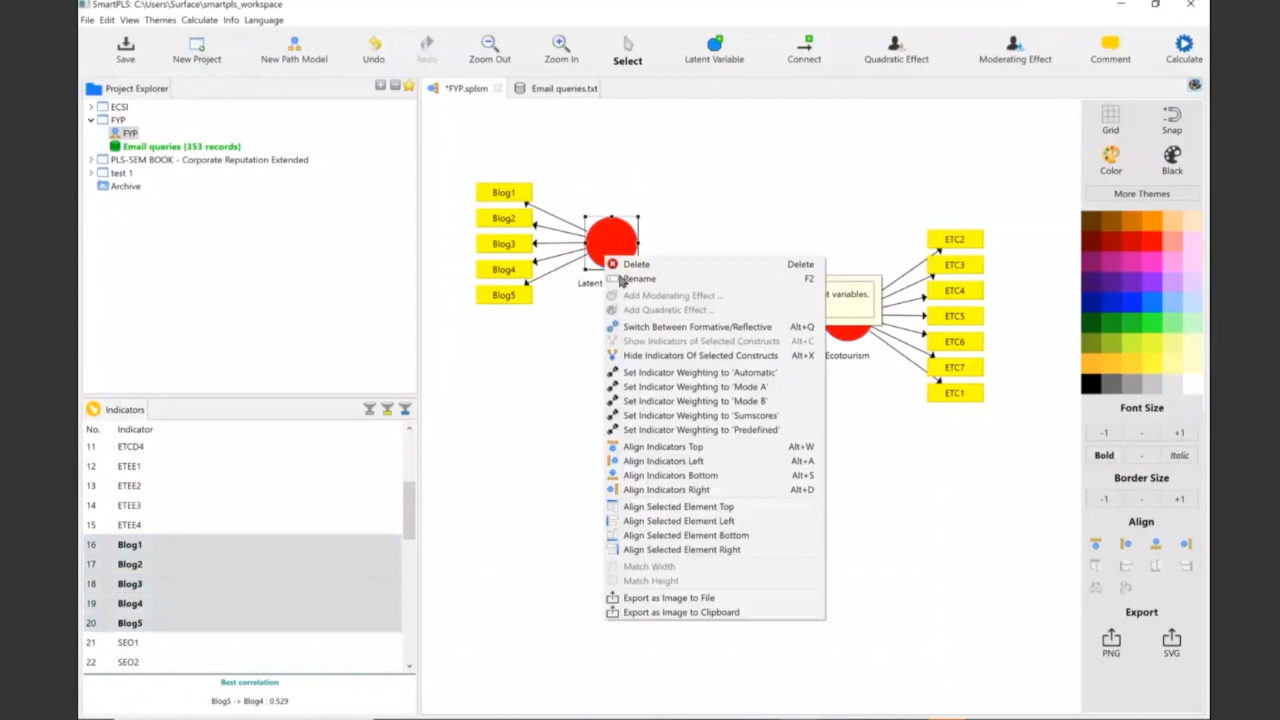 SmartPLS: C:\Users\Surface\smartpls_workspace
File Edit View Themes Calculate Info Language
Save New Project New Path Model Undo Redo Zoom Out Zoom In Select Latent Variable Connect Quadratic Effect Moderating Effect Comment Calculate
Project Explorer
ECSI
FYP
FYP
Email queries [353 records]
PLS-SEM BOOK - Corporate Reputation Extended
test 1
Archive
Indicators
No. Indicator
11 ETCD4
12 ETEE1
13 ETEE2
14 ETEE3
15 ETEE4
16 Blog1
17 Blog2
18 Blog3
19 Blog4
20 Blog5
21 SEO1
22 SEO2
Best correlation
Blog5 -> Blog4 : 0.529
*FYP.splsm Email queries.txt
Blog1
Blog2
Blog3
Blog4
Blog5
Latent
Delete Delete
Rename F2
Add Moderating Effect ...
Add Quadratic Effect ...
Switch Between Formative/Reflective Alt+Q
Show Indicators of Selected Constructs Alt+C
Hide Indicators Of Selected Constructs Alt+X
Set Indicator Weighting to 'Automatic'
Set Indicator Weighting to 'Mode A'
Set Indicator Weighting to 'Mode B'
Set Indicator Weighting to 'Sumscores'
Set Indicator Weighting to 'Predefined'
Align Indicators Top Alt+W
Align Indicators Left Alt+A
Align Indicators Bottom Alt+S
Align Indicators Right Alt+D
Align Selected Element Top
Align Selected Element Left
Align Selected Element Bottom
Align Selected Element Right
Match Width
Match Height
Export as Image to File
Export as Image to Clipboard
t variables.
Ecotourism
ETC2
ETC3
ETC4
ETC5
ETC6
ETC7
ETC1
Grid Snap
Color Black
More Themes
Font Size
-1 - +1
Bold - Italic
Border Size
-1 - +1
Align
Export
PNG SVG